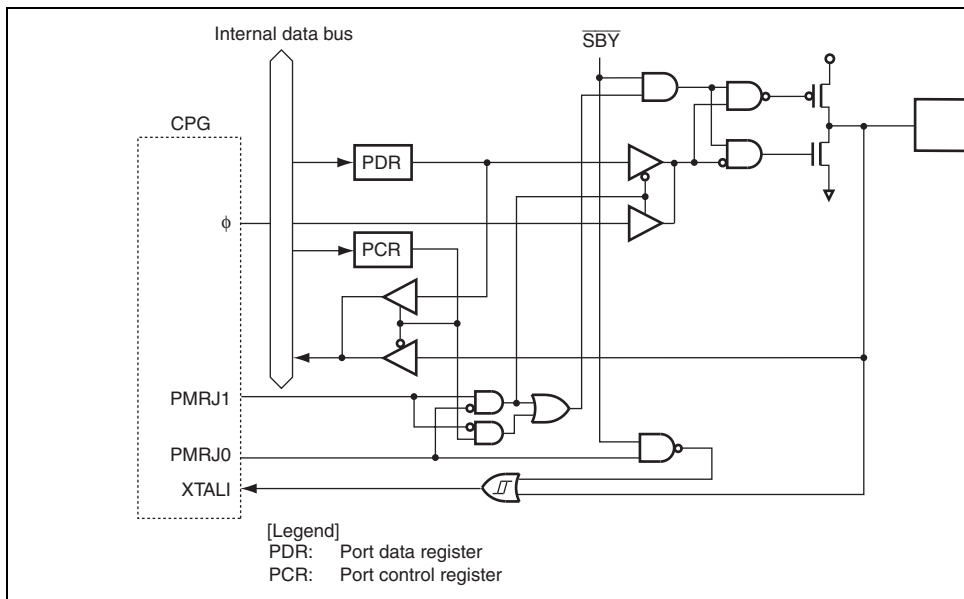 Internal data bus
SBY
CPG
PDR
ϕ
PCR
PMRJ1
PMRJ0
XTALI
[Legend]
PDR: Port data register
PCR: Port control register